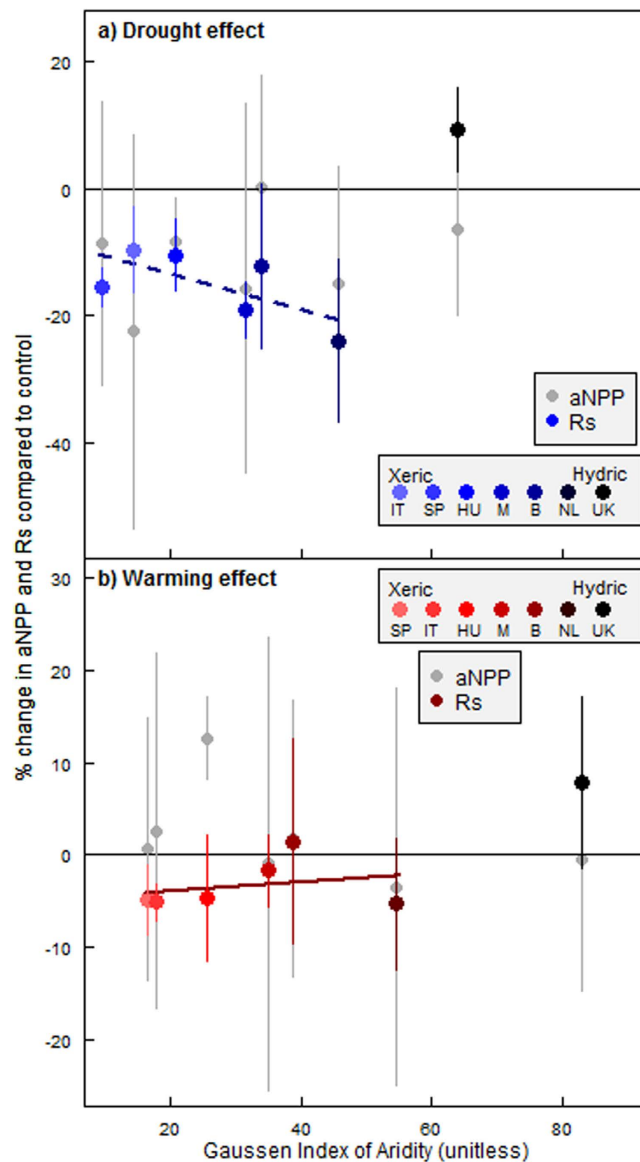 a) Drought effect
20
0
-20
-40
aNPP
Rs
Xeric Hydric
IT SP HU M B NL UK
% change in aNPP and Rs compared to control
b) Warming effect
30
20
10
0
-10
-20
Xeric Hydric
SP IT HU M B NL UK
aNPP
Rs
20 40 60 80
Gaussen Index of Aridity (unitless)